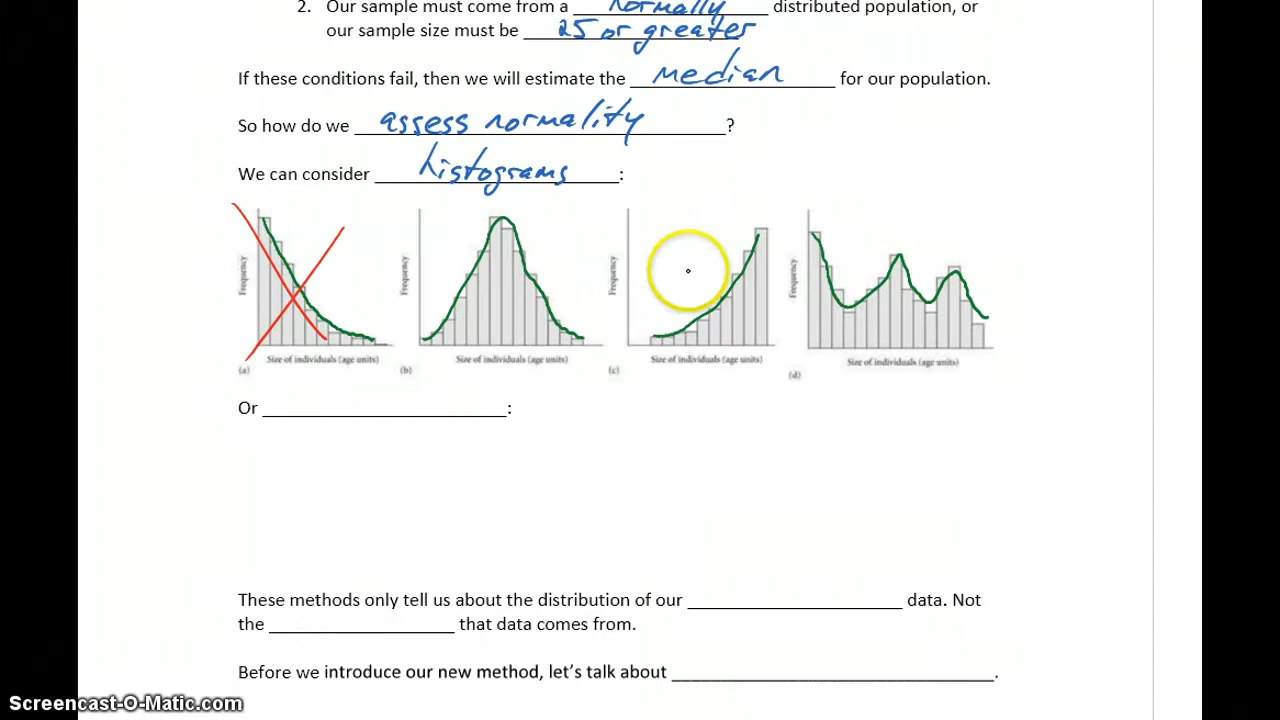 2. Our sample must come from a normally distributed population, or
our sample size must be 25 or greater
If these conditions fail, then we will estimate the median for our population.
So how do we assess normality ?
We can consider histograms :
Frequency Frequency Frequency Frequency
Size of individuals (age units) Size of individuals (age units) Size of individuals (age units) Size of individuals (age units)
(a) (b) (c) (d)
Or ____________________:
These methods only tell us about the distribution of our ____________________ data. Not
the ____________________ that data comes from.
Before we introduce our new method, let's talk about ____________________.
Screencast-O-Matic.com